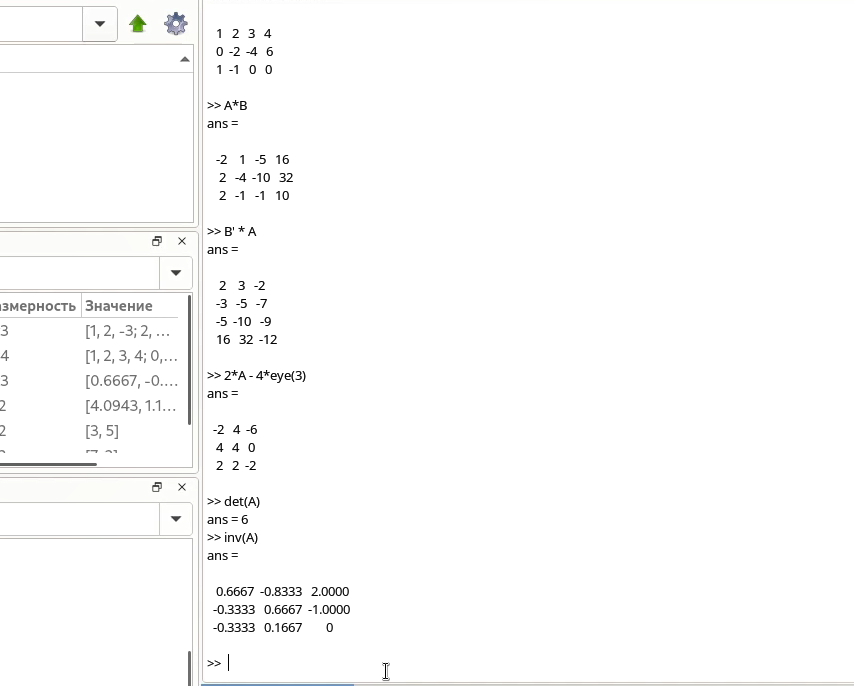 1 2 3 4
0 -2 -4 6
1 -1 0 0
>> A*B
ans =
-2 1 -5 16
2 -4 -10 32
2 -1 -1 10
>> B' * A
ans =
2 3 -2
-3 -5 -7
-5 -10 -9
16 32 -12
>> 2*A - 4*eye(3)
ans =
-2 4 -6
4 4 0
2 2 -2
>> det(A)
ans = 6
>> inv(A)
ans =
0.6667 -0.8333 2.0000
-0.3333 0.6667 -1.0000
-0.3333 0.1667 0
>>
азмерность Значение
3 [1, 2, -3; 2, ...
4 [1, 2, 3, 4; 0,...
3 [0.6667, -0....
2 [4.0943, 1.1...
2 [3, 5]